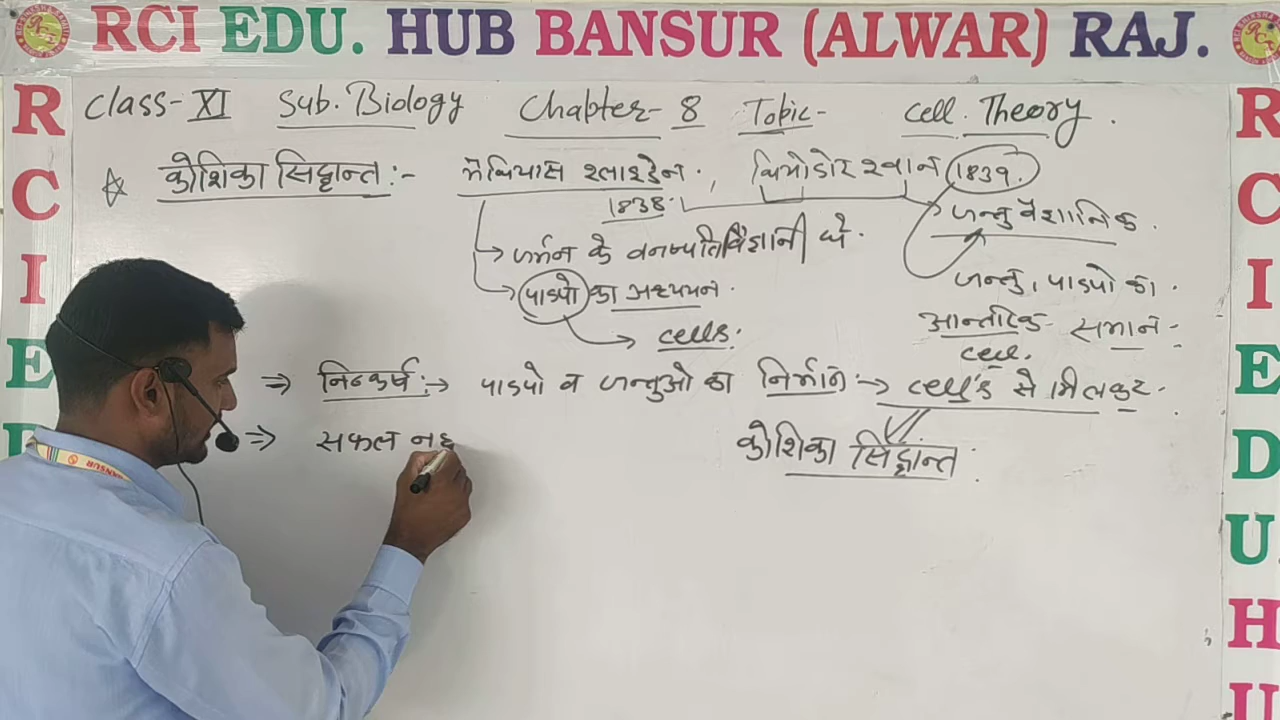 RCI EDU. HUB BANSUR (ALWAR) RAJ.
Class-XI Sub. Biology Chapter-8 Topic- Cell Theory.
कोशिका सिद्धान्त:- मेथियास श्लाइडेन, थियोडोर श्वान 1839.
1838.
जन्तु वैज्ञानिक.
→ जर्मन के वनस्पतिविज्ञानी थे.
→ पादपो का अध्ययन.
जन्तु, पादपो का.
आन्तरिक समान.
→ cells.
cell.
⇒ निष्कर्ष:→ पादपो व जन्तुओ का निर्माण → cell's से मिलकर.
कोशिका सिद्धान्त
⇒ सफल नह
R
C
I
E
R
C
I
E
D
U.
H
U
BANSUR